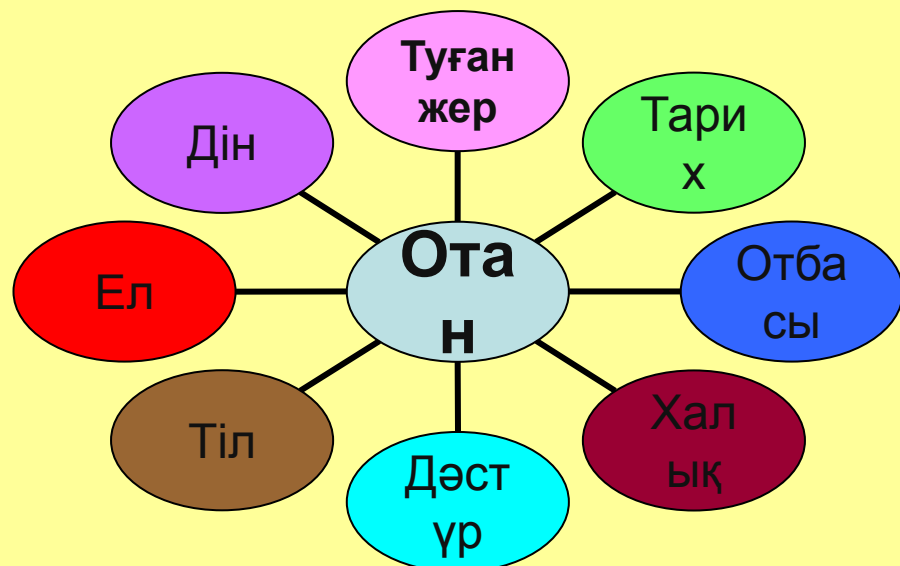 Туған
жер
Тари
х
Дін
Ота
н
Отба
сы
Ел
Хал
ық
Тіл
Дәст
үр